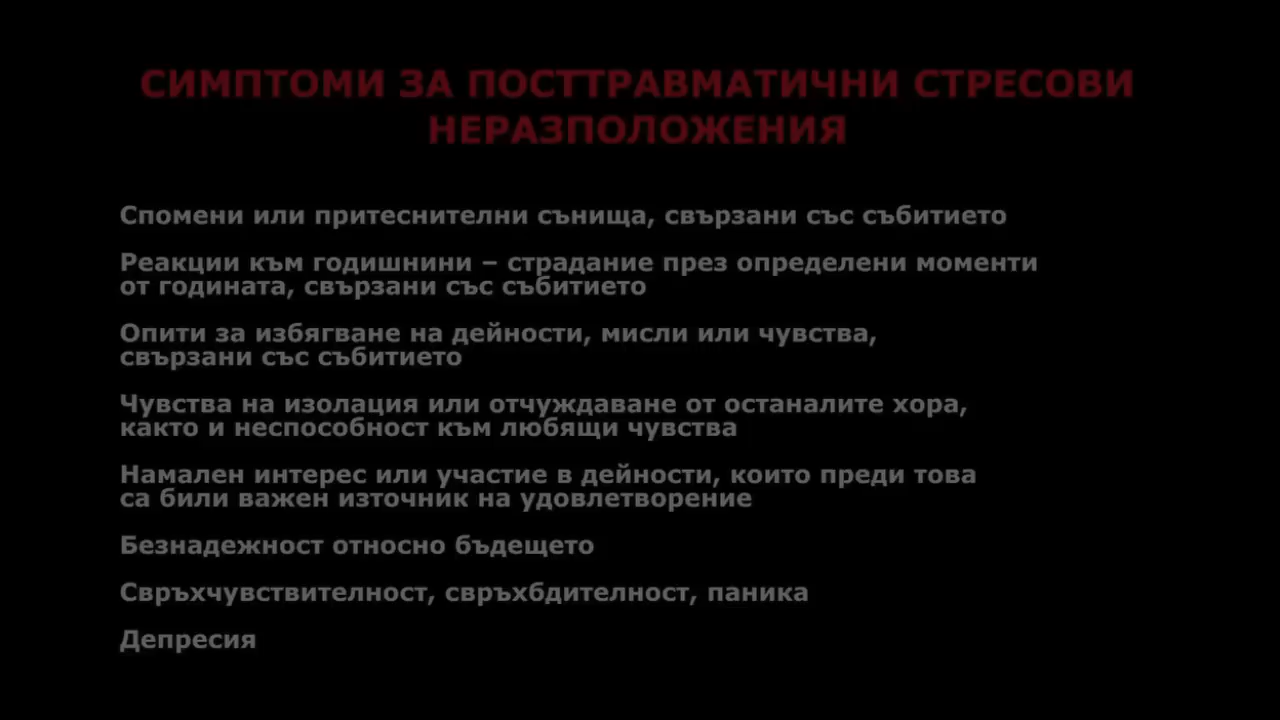 СИМПТОМИ ЗА ПОСТТРАВМАТИЧНИ СТРЕСОВИ
НЕРАЗПОЛОЖЕНИЯ
Спомени или притеснителни сънища, свързани със събитието
Реакции към годишнини – страдание през определени моменти
от годината, свързани със събитието
Опити за избягване на дейности, мисли или чувства,
свързани със събитието
Чувства на изолация или отчуждаване от останалите хора,
както и неспособност към любящи чувства
Намален интерес или участие в дейности, които преди това
са били важен източник на удовлетворение
Безнадежност относно бъдещето
Свръхчувствителност, свръхбдителност, паника
Депресия